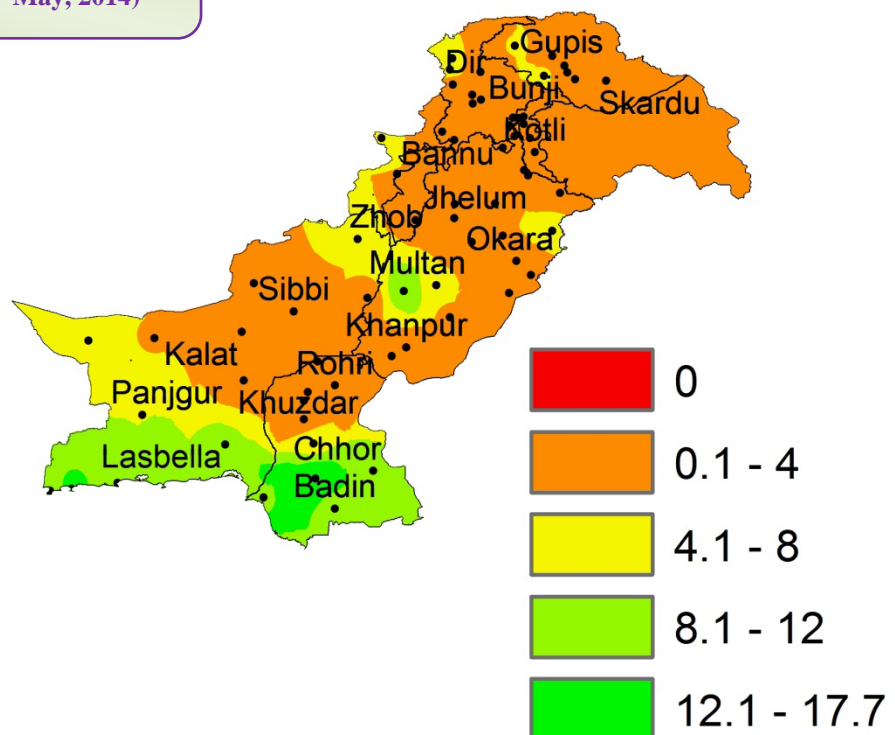 May, 2014)
Gupis
Dir
Bunji
Skardu
Kotli
Bannu
Jhelum
Zhob
Okara
Multan
Sibbi
Khanpur
Kalat
Rohri
Panjgur
Khuzdar
Chhor
Lasbella
Badin
0
0.1 - 4
4.1 - 8
8.1 - 12
12.1 - 17.7